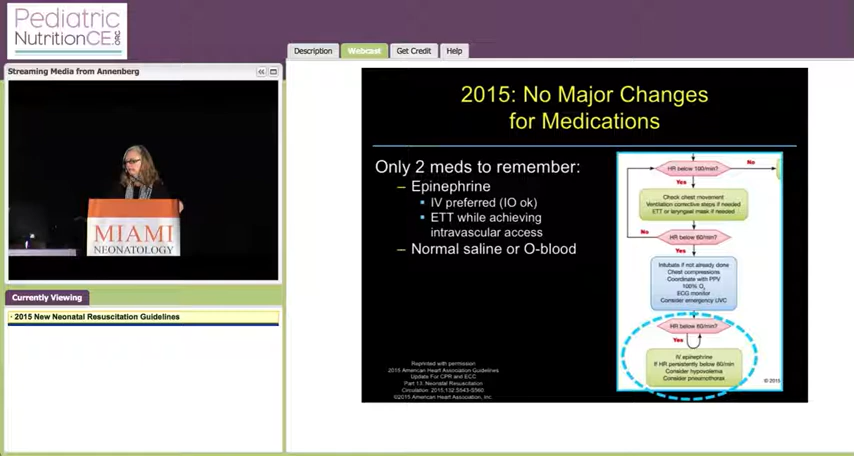 Pediatric
NutritionCE.ORG
Streaming Media from Annenberg
MIAMI
NEONATOLOGY
Currently Viewing
2015 New Neonatal Resuscitation Guidelines
Description
Webcast
Get Credit
Help
2015: No Major Changes
for Medications
Only 2 meds to remember:
– Epinephrine
▪ IV preferred (IO ok)
▪ ETT while achieving
intravascular access
– Normal saline or O-blood
Reprinted with permission
2015 American Heart Association Guidelines
Update For CPR and ECC
Part 13: Neonatal Resuscitation
Circulation: 2015;132:S543-S560
©2015 American Heart Association, Inc.
HR below 100/min?
No
Yes
Check chest movement
Ventilation corrective steps if needed
ETT or laryngeal mask if needed
No
HR below 60/min?
Yes
Intubate if not already done
Chest compressions
Coordinate with PPV
100% O2
ECG monitor
Consider emergency UVC
HR below 60/min?
Yes
IV epinephrine
If HR persistently below 60/min
Consider hypovolemia
Consider pneumothorax
© 2015